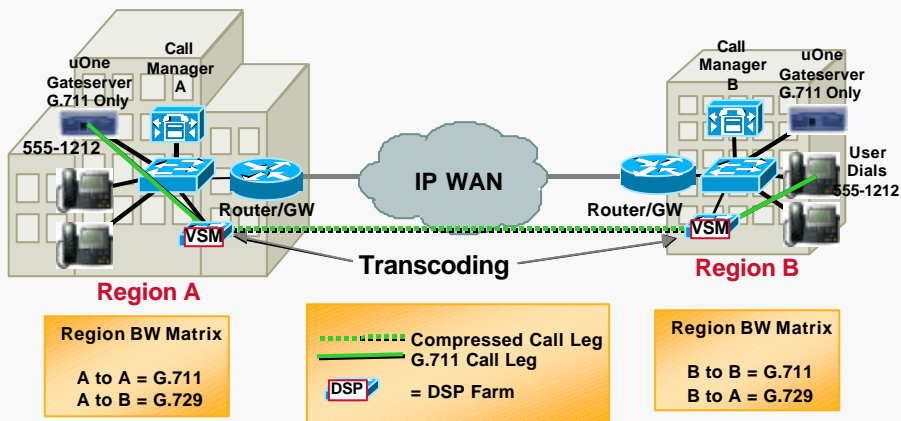 uOne
Gateserver
G.711 Only
Call
Manager
A
555-1212
Router/GW
VSM
Region A
IP WAN
Transcoding
Call
Manager
B
uOne
Gateserver
G.711 Only
User
Dials
555-1212
Router/GW
VSM
Region B
Region BW Matrix
A to A = G.711
A to B = G.729
Compressed Call Leg
G.711 Call Leg
DSP = DSP Farm
Region BW Matrix
B to B = G.711
B to A = G.729